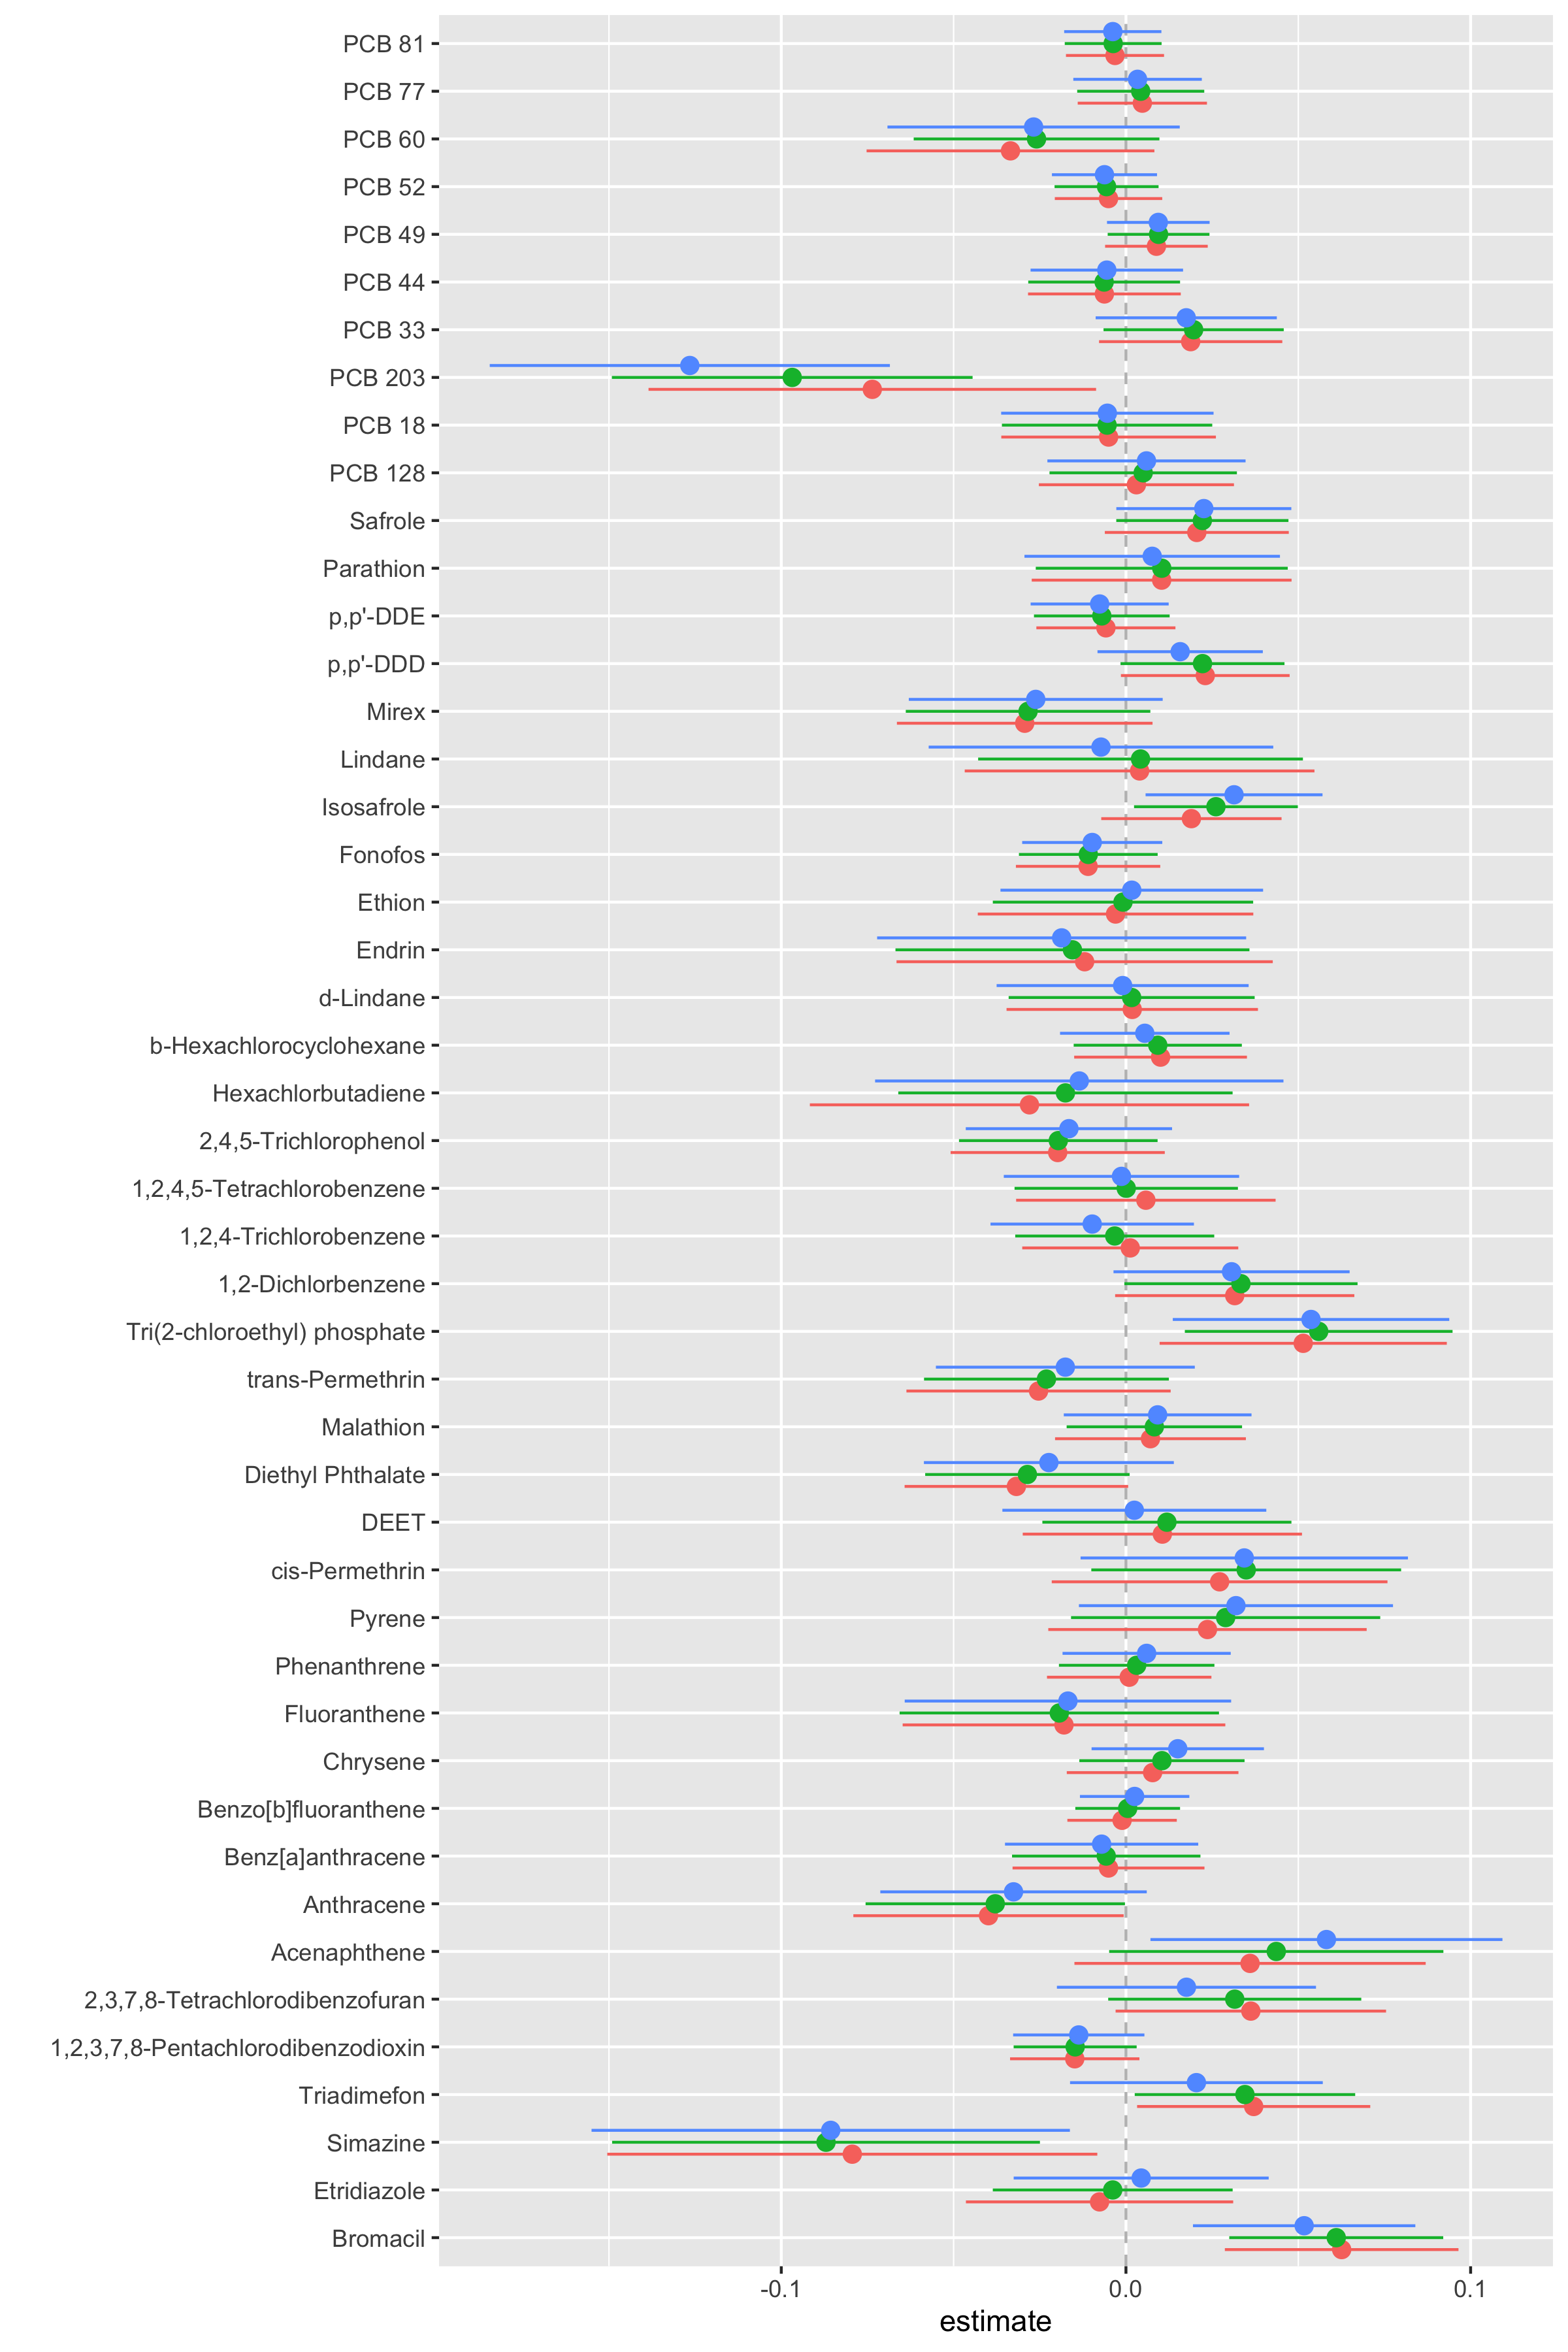 PCB 81
PCB 77
PCB 60
PCB 52
PCB 49
PCB 44
PCB 33
PCB 203
PCB 18
PCB 128
Safrole
Parathion
p,p'-DDE
p,p'-DDD
Mirex
Lindane
Isosafrole
Fonofos
Ethion
Endrin
d-Lindane
b-Hexachlorocyclohexane
Hexachlorbutadiene
2,4,5-Trichlorophenol
1,2,4,5-Tetrachlorobenzene
1,2,4-Trichlorobenzene
1,2-Dichlorbenzene
Tri(2-chloroethyl) phosphate
trans-Permethrin
Malathion
Diethyl Phthalate
DEET
cis-Permethrin
Pyrene
Phenanthrene
Fluoranthene
Chrysene
Benzo[b]fluoranthene
Benz[a]anthracene
Anthracene
Acenaphthene
2,3,7,8-Tetrachlorodibenzofuran
1,2,3,7,8-Pentachlorodibenzodioxin
Triadimefon
Simazine
Etridiazole
Bromacil
-0.1 0.0 0.1
estimate